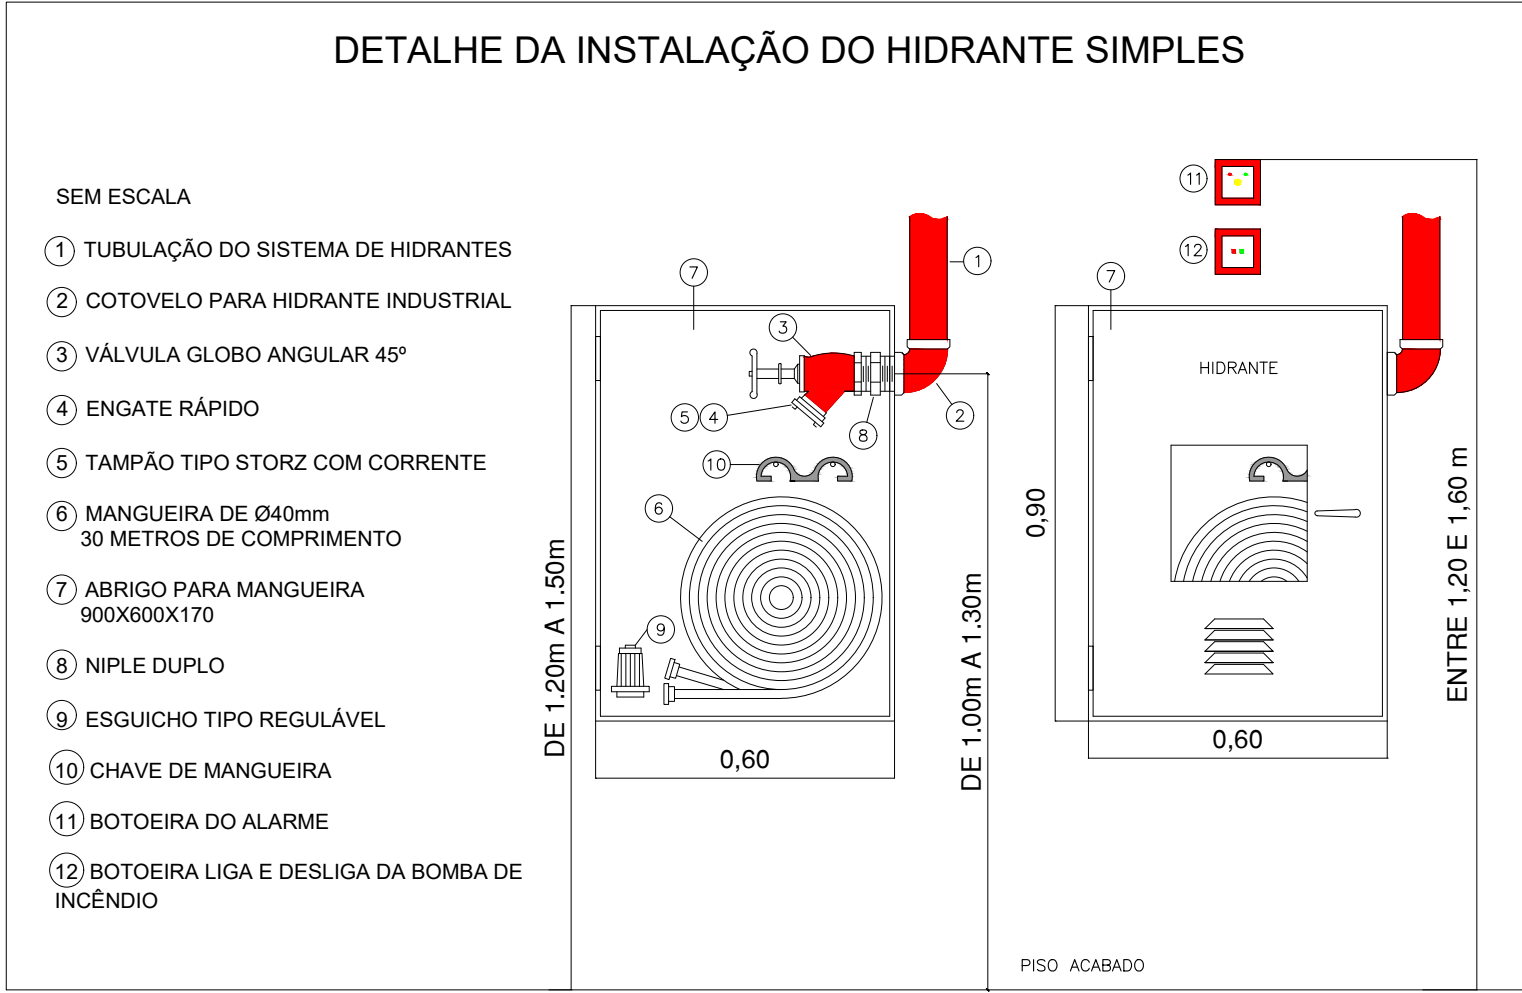 DETALHE DA INSTALAÇÃO DO HIDRANTE SIMPLES
SEM ESCALA
1 TUBULAÇÃO DO SISTEMA DE HIDRANTES
2 COTOVELO PARA HIDRANTE INDUSTRIAL
3 VÁLVULA GLOBO ANGULAR 45º
4 ENGATE RÁPIDO
5 TAMPÃO TIPO STORZ COM CORRENTE
6 MANGUEIRA DE Ø40mm
30 METROS DE COMPRIMENTO
7 ABRIGO PARA MANGUEIRA
900X600X170
8 NIPLE DUPLO
9 ESGUICHO TIPO REGULÁVEL
10 CHAVE DE MANGUEIRA
11 BOTOEIRA DO ALARME
12 BOTOEIRA LIGA E DESLIGA DA BOMBA DE
INCÊNDIO
7
1
3
5 4
8
2
10
6
9
DE 1.20m A 1.50m
0,60
DE 1.00m A 1.30m
11
12
7
HIDRANTE
0,90
0,60
ENTRE 1,20 E 1,60 m
PISO ACABADO